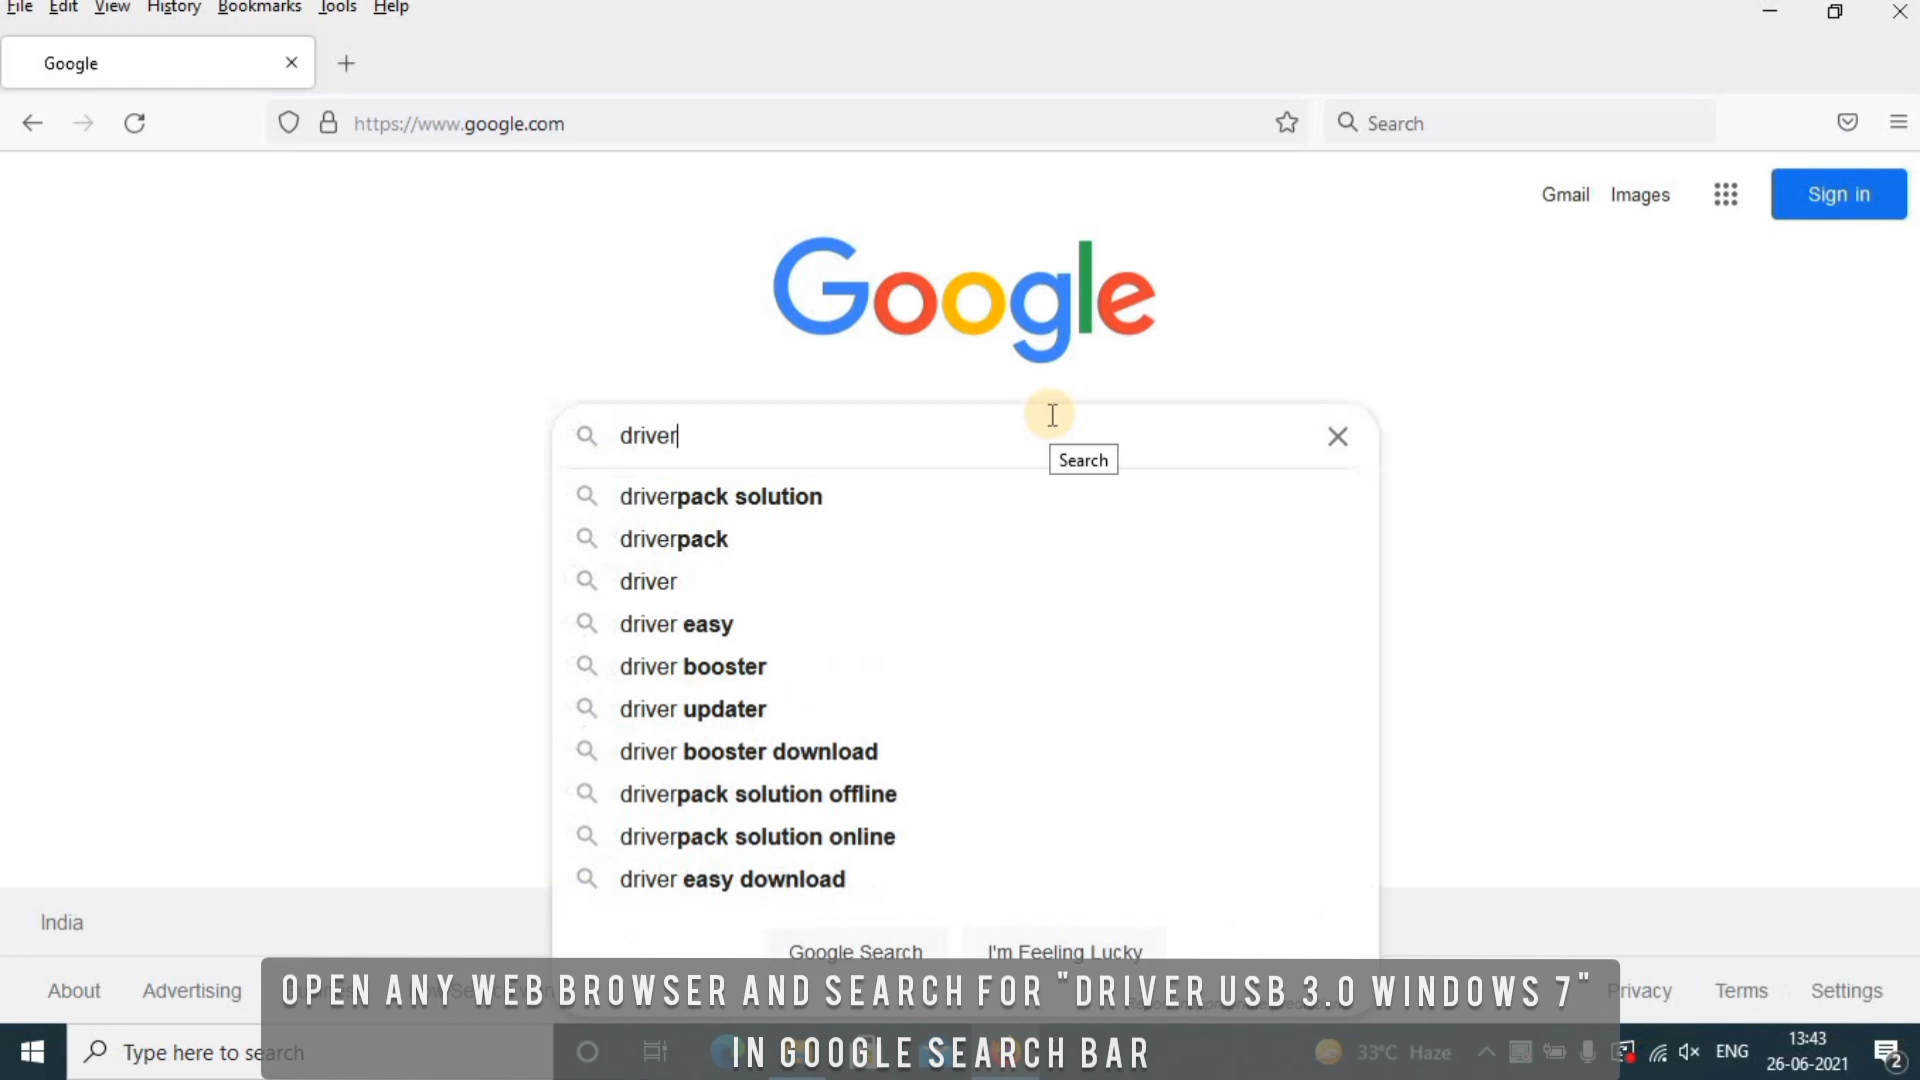 File Edit View History Bookmarks Tools Help
Google
https://www.google.com
Search
Gmail Images Sign in
Google
driver
Search
driverpack solution
driverpack
driver
driver easy
driver booster
driver updater
driver booster download
driverpack solution offline
driverpack solution online
driver easy download
India
Google Search I'm Feeling Lucky
About Advertising Privacy Terms Settings
OPEN ANY WEB BROWSER AND SEARCH FOR "DRIVER USB 3.0 WINDOWS 7"
IN GOOGLE SEARCH BAR
Type here to search
33°C Haze
ENG
13:43
26-06-2021
2